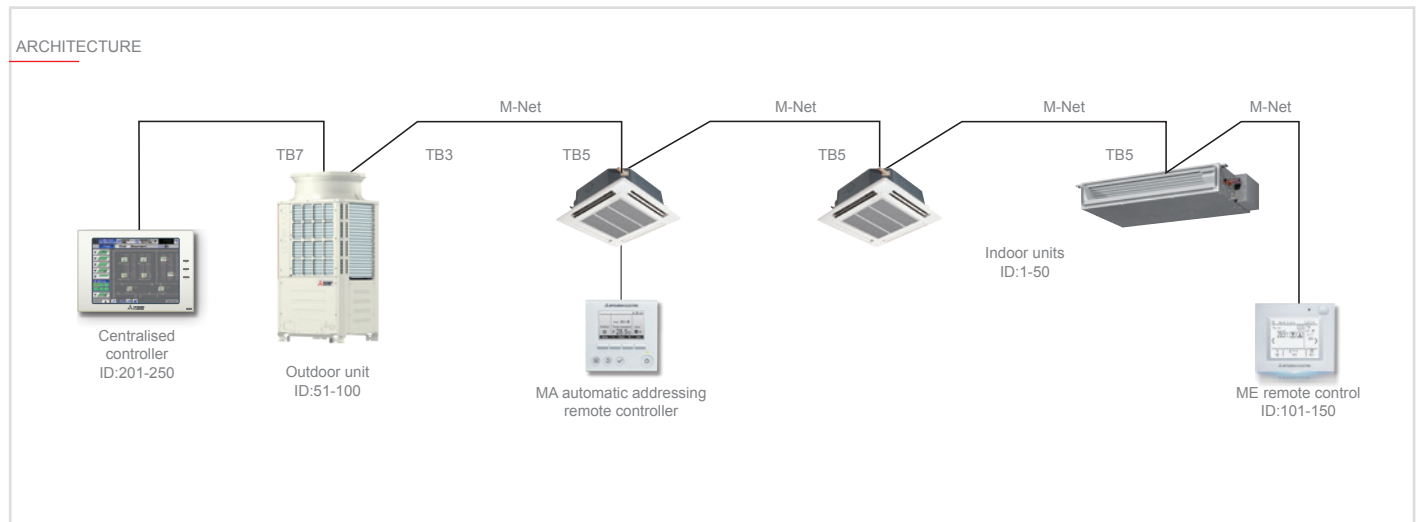 ARCHITECTURE
M-Net
M-Net
M-Net
M-Net
TB7
TB3
TB5
TB5
TB5
Indoor units
ID:1-50
Centralised
controller
ID:201-250
Outdoor unit
ID:51-100
MA automatic addressing
remote controller
ME remote control
ID:101-150